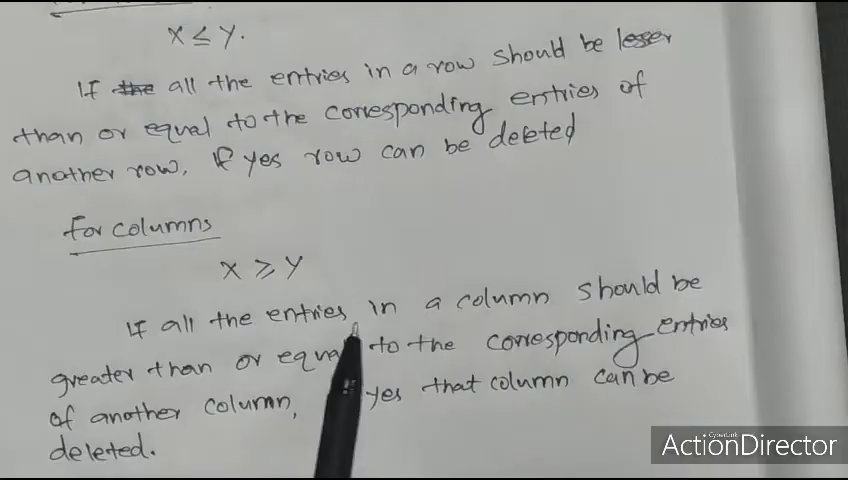 X ≤ Y.
If the all the entries in a row should be lesser
than or equal to the corresponding entries of
another row, If yes row can be deleted
For columns
X ≥ Y
If all the entries in a column should be
greater than or equal to the corresponding entries
of another column, yes that column can be
deleted.
CyberLink
ActionDirector